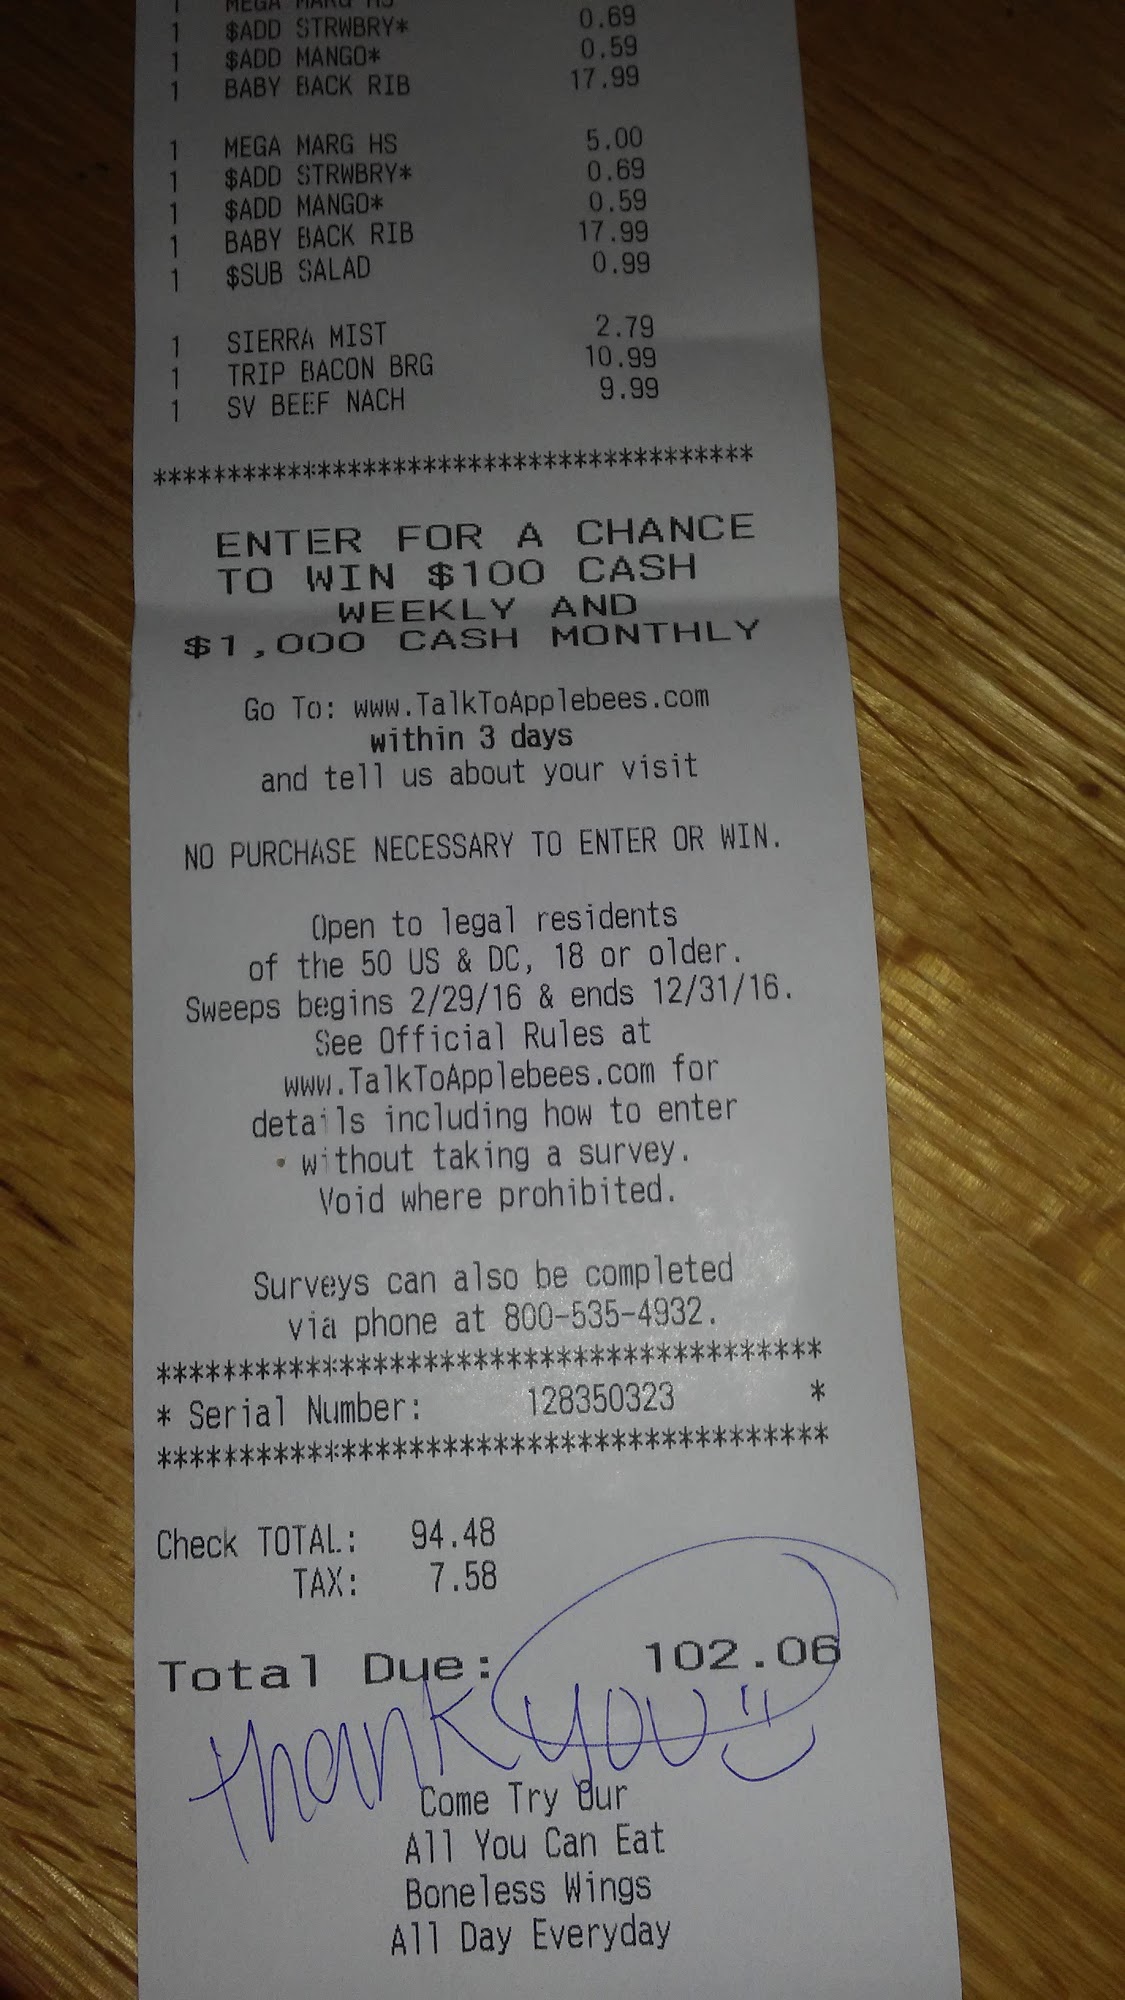 1 MEGA MARG HS
1 $ADD STRWBRY* 0.69
1 $ADD MANGO* 0.59
1 BABY BACK RIB 17.99
1 MEGA MARG HS 5.00
1 $ADD STRWBRY* 0.69
1 $ADD MANGO* 0.59
1 BABY BACK RIB 17.99
1 $SUB SALAD 0.99
1 SIERRA MIST 2.79
1 TRIP BACON BRG 10.99
1 SV BEEF NACH 9.99
****************************************
ENTER FOR A CHANCE
TO WIN $100 CASH
WEEKLY AND
$1,000 CASH MONTHLY
Go To: www.TalkToApplebees.com
within 3 days
and tell us about your visit
NO PURCHASE NECESSARY TO ENTER OR WIN.
Open to legal residents
of the 50 US & DC, 18 or older.
Sweeps begins 2/29/16 & ends 12/31/16.
See Official Rules at
www.TalkToApplebees.com for
details including how to enter
without taking a survey.
Void where prohibited.
Surveys can also be completed
via phone at 800-535-4932.
****************************************
* Serial Number: 128350323 *
****************************************
Check TOTAL: 94.48
TAX: 7.58
Total Due: 102.06
thank you
Come Try Our
All You Can Eat
Boneless Wings
All Day Everyday